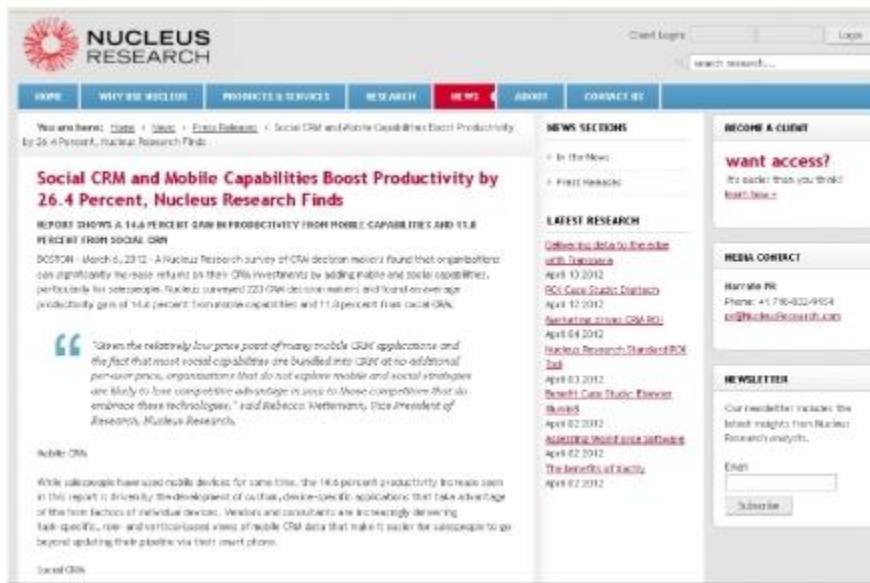 NUCLEUS
RESEARCH
Client Login:
Login
search research...
HOME
WHY USE NUCLEUS
PRODUCTS & SERVICES
RESEARCH
NEWS
ABOUT
CONTACT US
You are here: Home › News › Press Releases › Social CRM and Mobile Capabilities Boost Productivity
by 26.4 Percent, Nucleus Research Finds
Social CRM and Mobile Capabilities Boost Productivity by
26.4 Percent, Nucleus Research Finds
REPORT SHOWS A 14.6 PERCENT GAIN IN PRODUCTIVITY FROM MOBILE CAPABILITIES AND 11.8
PERCENT FROM SOCIAL CRM
BOSTON - March 6, 2012 - A Nucleus Research survey of CRM decision makers found that organizations
can significantly increase returns on their CRM investments by adding mobile and social capabilities,
particularly for salespeople. Nucleus surveyed 223 CRM decision makers and found an average
productivity gain of 14.6 percent from mobile capabilities and 11.8 percent from social CRM.
"Given the relatively low price point of many mobile CRM applications and
the fact that most social capabilities are bundled into CRM at no additional
per-user price, organizations that do not explore mobile and social strategies
are likely to lose competitive advantage in 2012 to those competitors that do
embrace these technologies," said Rebecca Wettemann, Vice President of
Research, Nucleus Research.
Mobile CRM
While salespeople have used mobile devices for some time, the 14.6 percent productivity increase seen
in this report is driven by the development of custom, device-specific applications that take advantage
of the form factors of individual devices. Vendors and consultants are increasingly delivering
task-specific, role- and vertical-based views of mobile CRM data that make it easier for salespeople to go
beyond updating their pipeline via their smart phone.
Social CRM
NEWS SECTIONS
In the News
Press Releases
LATEST RESEARCH
Delivering data to the edge
with
April 13 2012
ROI Case Study: Digitech
April 12 2012
Marketing drives CRM ROI
April 04 2012
Nucleus Research Standard ROI
Tool
April 03 2012
Benefit Case Study: Elsevier
April 02 2012
Assessing WorkForce Software
April 02 2012
The benefits of Xactly
April 02 2012
BECOME A CLIENT
want access?
It's easier than you think!
learn how »
MEDIA CONTACT
PR
Phone: +1
pr@NucleusResearch.com
NEWSLETTER
Our newsletter includes the
latest insights from Nucleus
Research analysts.
Email
Subscribe